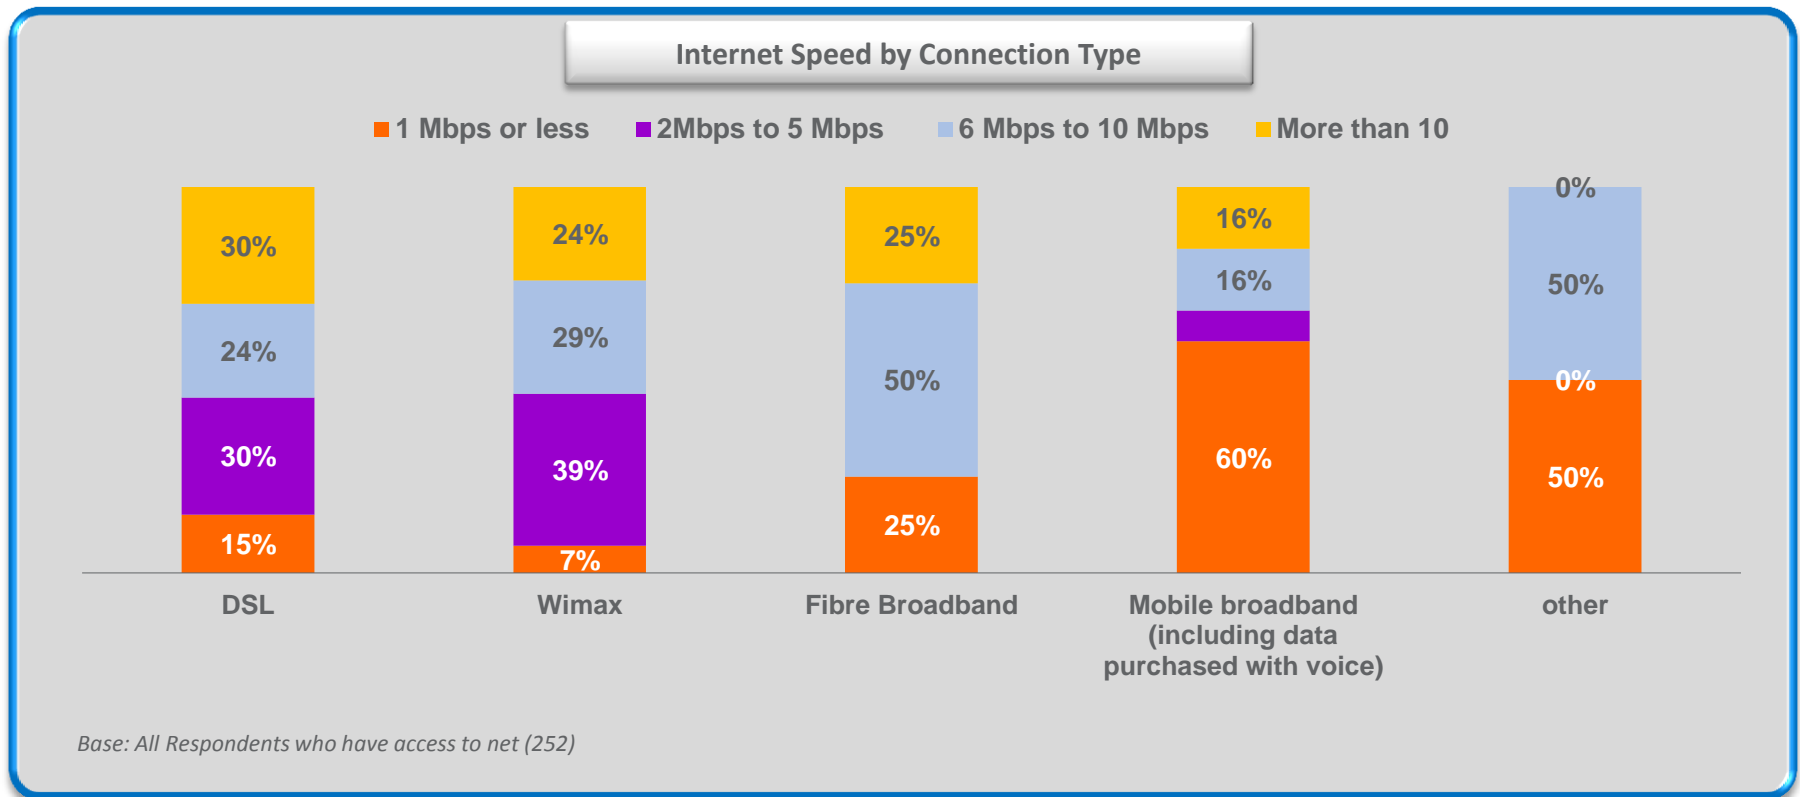 Internet Speed by Connection Type
1 Mbps or less 2Mbps to 5 Mbps 6 Mbps to 10 Mbps More than 10
30% 24% 25% 16% 0%
24% 29% 50% 16% 50%
30% 39% 0%
15% 7% 25% 60% 50%
DSL Wimax Fibre Broadband Mobile broadband other
(including data
purchased with voice)
Base: All Respondents who have access to net (252)